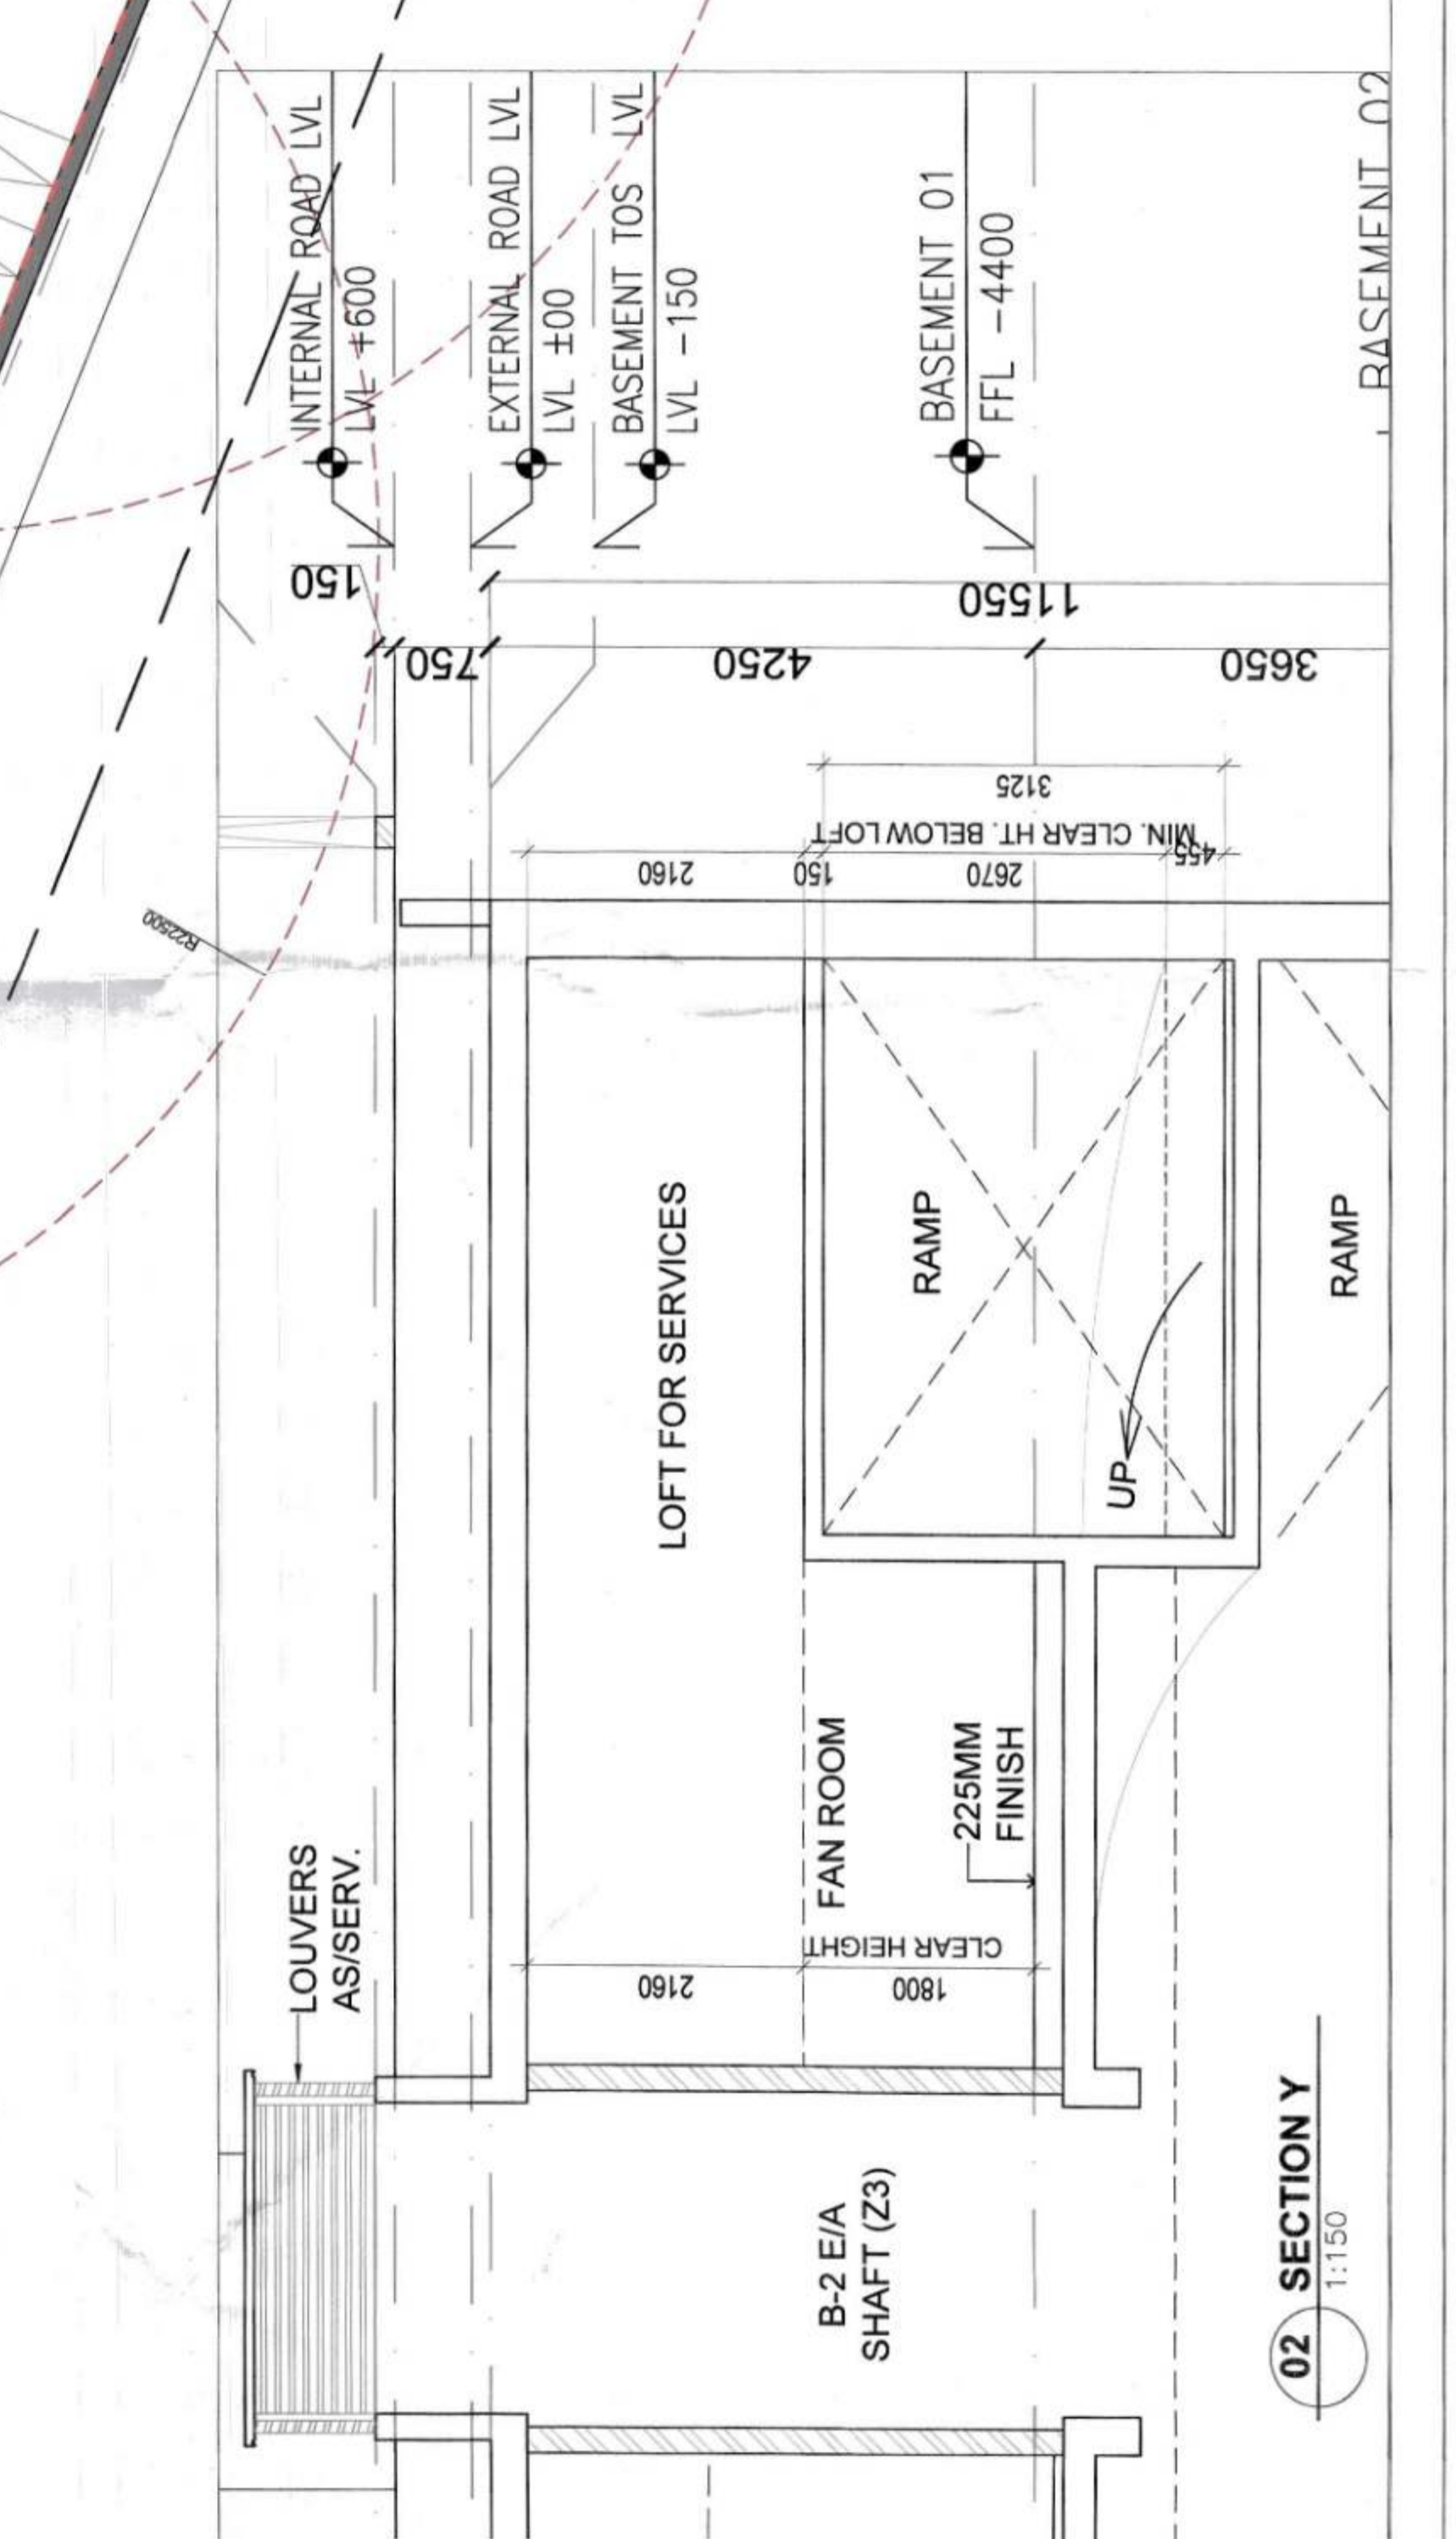 INTERNAL ROAD LVL
LVL +600
EXTERNAL ROAD LVL
LVL ±00
BASEMENT TOS LVL
LVL -150
BASEMENT 01
FFL -4400
BASEMENT 02
150
750
4250
11550
3650
3125
MIN. CLEAR HT. BELOW LOFT
2160
150
2670
455
R22500
LOFT FOR SERVICES
RAMP
UP
RAMP
FAN ROOM
225MM
FINISH
CLEAR HEIGHT
2160
1800
LOUVERS
AS/SERV.
B-2 E/A
SHAFT (Z3)
02 SECTION Y
1:150